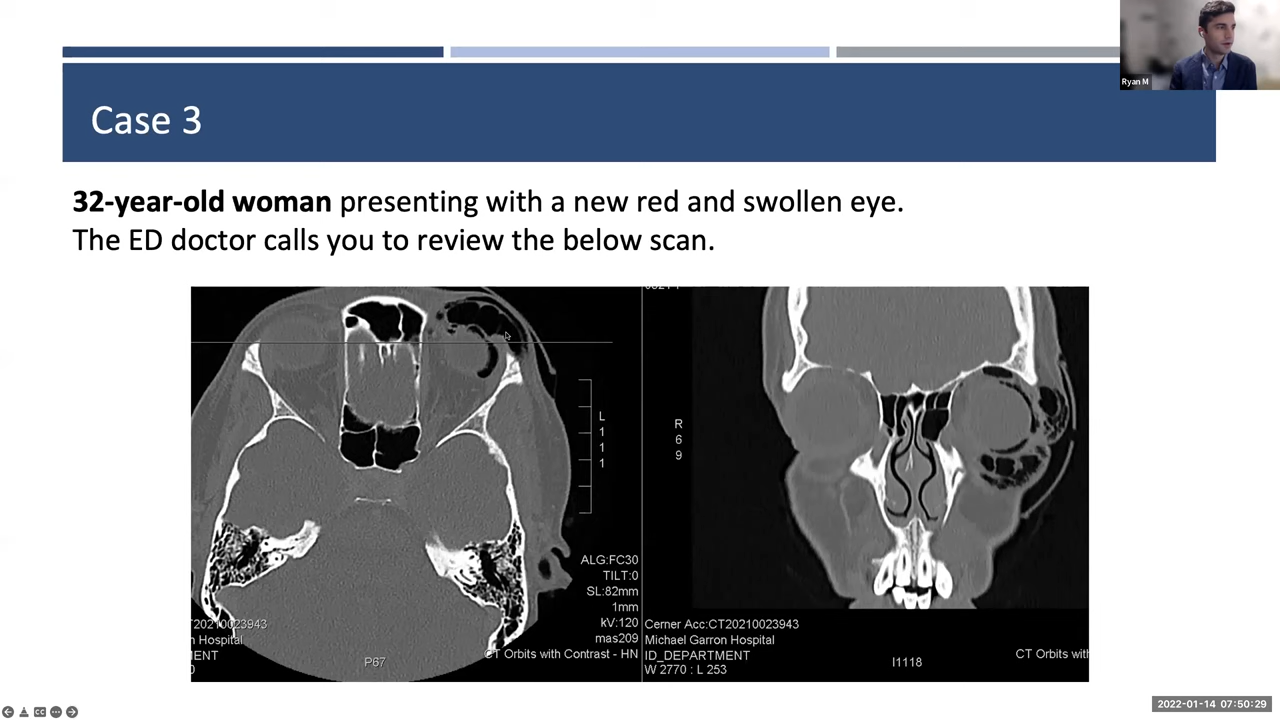 Ryan M
Case 3
32-year-old woman presenting with a new red and swollen eye.
The ED doctor calls you to review the below scan.
L
1
1
1
ALG:FC30
TILT:0
SL:82mm
1mm
kV:120
mas209
CT Orbits with Contrast - HN
20210023943
n Hospital
ENT
P67
R
6
9
Cerner Acc:CT20210023943
Michael Garron Hospital
ID_DEPARTMENT
W 2770 : L 253
I1118
CT Orbits with
2022-01-14 07:50:29